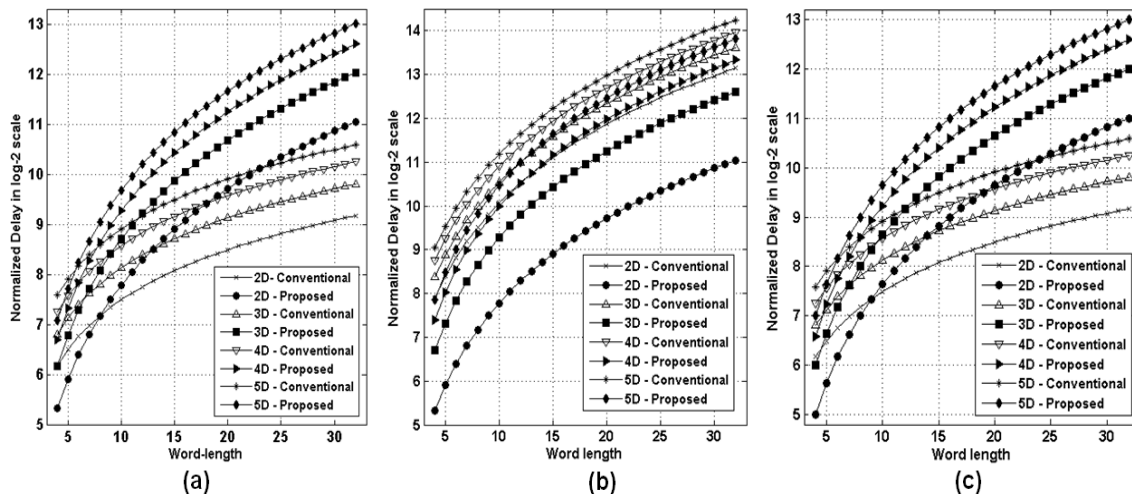 Normalized Delay in log-2 scale
13
12
11
10
9
8
7
6
5
5 10 15 20 25 30
Word-length
2D- Conventional
2D - Proposed
3D - Conventional
3D - Proposed
4D - Conventional
4D - Proposed
5D - Conventional
5D - Proposed
(a)
Normalized Delay in log-2 scale
14
13
12
11
10
9
8
7
6
5
4
5 10 15 20 25 30
Word length
2D - Conventional
2D - Proposed
3D - Conventional
3D - Proposed
4D - Conventional
4D - Proposed
5D - Conventional
5D - Proposed
(b)
Normalized Delay in log-2 scale
13
12
11
10
9
8
7
6
5
5 10 15 20 25 30
Word length
2D - Conventional
2D - Proposed
3D - Conventional
3D - Proposed
4D - Conventional
4D - Proposed
5D - Conventional
5D - Proposed
(c)